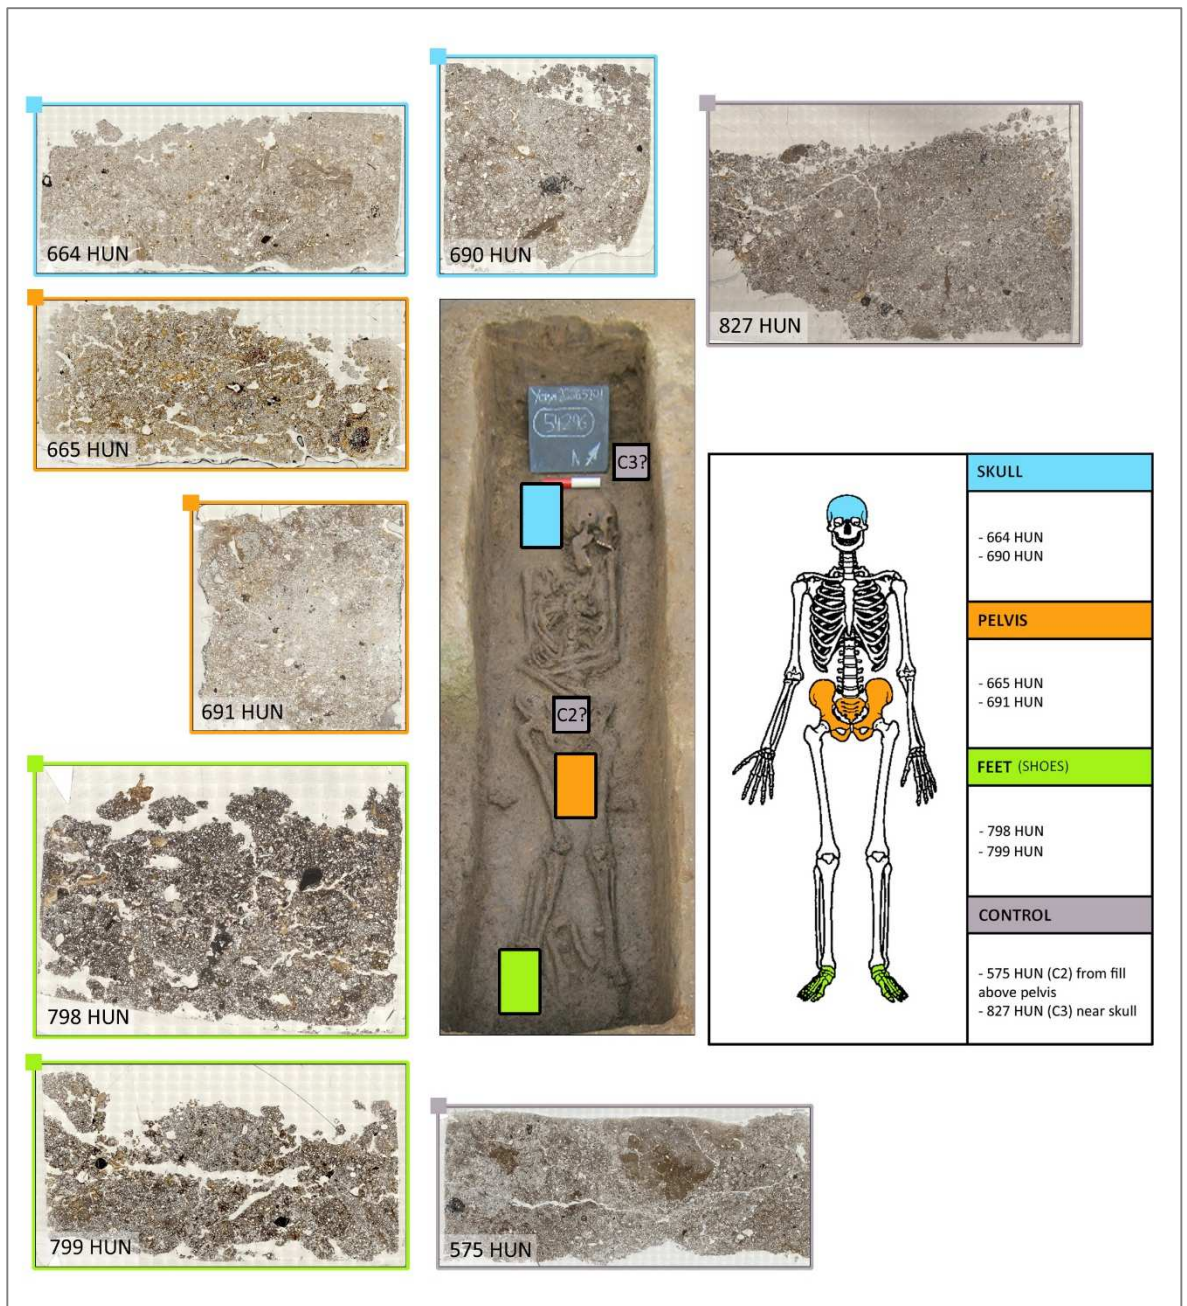 664 HUN
690 HUN
827 HUN
665 HUN
691 HUN
798 HUN
799 HUN
575 HUN
54296
N
C3?
C2?
SKULL
- 664 HUN
- 690 HUN
PELVIS
- 665 HUN
- 691 HUN
FEET (SHOES)
- 798 HUN
- 799 HUN
CONTROL
- 575 HUN (C2) from fill
above pelvis
- 827 HUN (C3) near skull